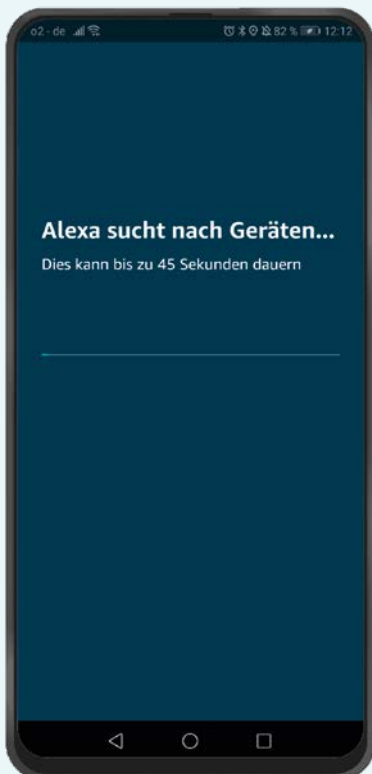 o2 - de 82 % 12:12
Alexa sucht nach Geräten...
Dies kann bis zu 45 Sekunden dauern